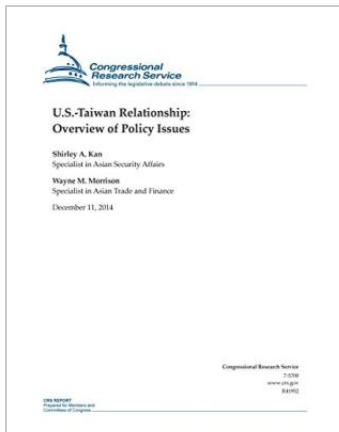 Congressional
Research Service
Informing the legislative debate since 1914
U.S.-Taiwan Relationship:
Overview of Policy Issues
Shirley A. Kan
Specialist in Asian Security Affairs
Wayne M. Morrison
Specialist in Asian Trade and Finance
December 11, 2014
Congressional Research Service
7-5700
www.crs.gov
R41952
CRS REPORT
Prepared for Members and
Committees of Congress